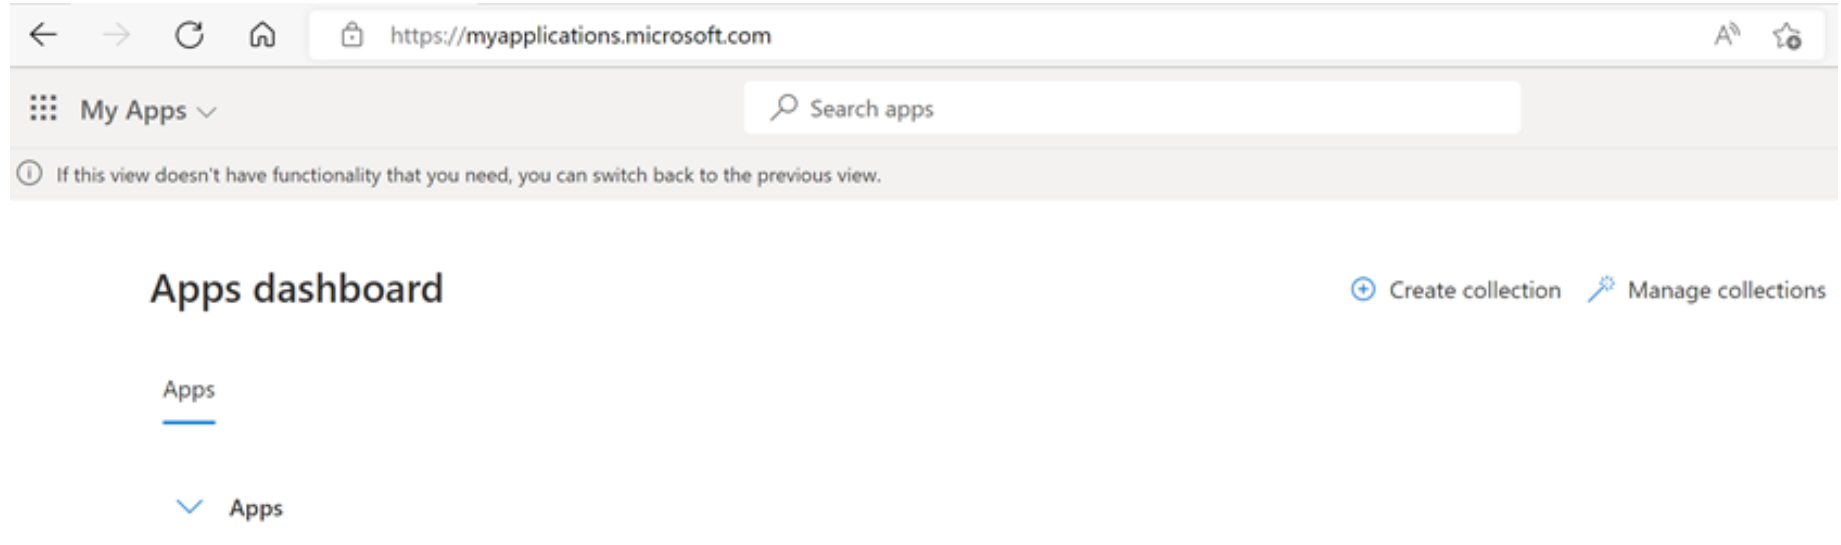 https://myapplications.microsoft.com
My Apps
Search apps
If this view doesn't have functionality that you need, you can switch back to the previous view.
Apps dashboard
Create collection
Manage collections
Apps
Apps